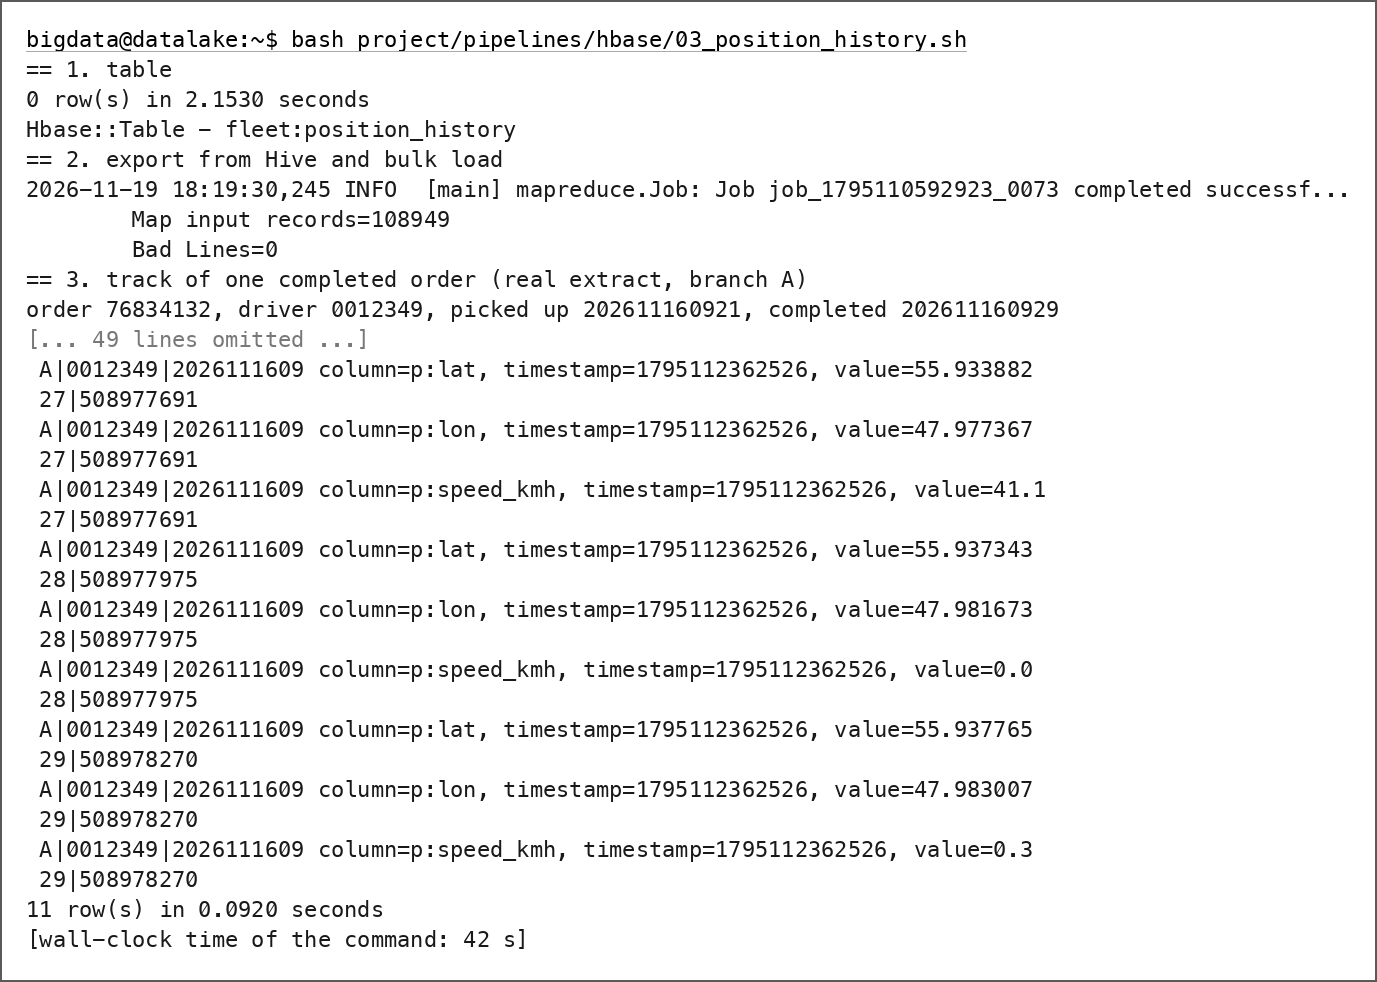 bigdata@datalake:~$ bash project/pipelines/hbase/03_position_history.sh
== 1. table
0 row(s) in 2.1530 seconds
Hbase::Table – fleet:position_history
== 2. export from Hive and bulk load
2026–11–19 18:19:30,245 INFO  [main] mapreduce.Job: Job job_1795110592923_0073 completed successf...
        Map input records=108949
        Bad Lines=0
== 3. track of one completed order (real extract, branch A)
order 76834132, driver 0012349, picked up 202611160921, completed 202611160929
[... 49 lines omitted ...]
 A|0012349|2026111609 column=p:lat, timestamp=1795112362526, value=55.933882
 27|508977691
 A|0012349|2026111609 column=p:lon, timestamp=1795112362526, value=47.977367
 27|508977691
 A|0012349|2026111609 column=p:speed_kmh, timestamp=1795112362526, value=41.1
 27|508977691
 A|0012349|2026111609 column=p:lat, timestamp=1795112362526, value=55.937343
 28|508977975
 A|0012349|2026111609 column=p:lon, timestamp=1795112362526, value=47.981673
 28|508977975
 A|0012349|2026111609 column=p:speed_kmh, timestamp=1795112362526, value=0.0
 28|508977975
 A|0012349|2026111609 column=p:lat, timestamp=1795112362526, value=55.937765
 29|508978270
 A|0012349|2026111609 column=p:lon, timestamp=1795112362526, value=47.983007
 29|508978270
 A|0012349|2026111609 column=p:speed_kmh, timestamp=1795112362526, value=0.3
 29|508978270
11 row(s) in 0.0920 seconds
[wall–clock time of the command: 42 s]